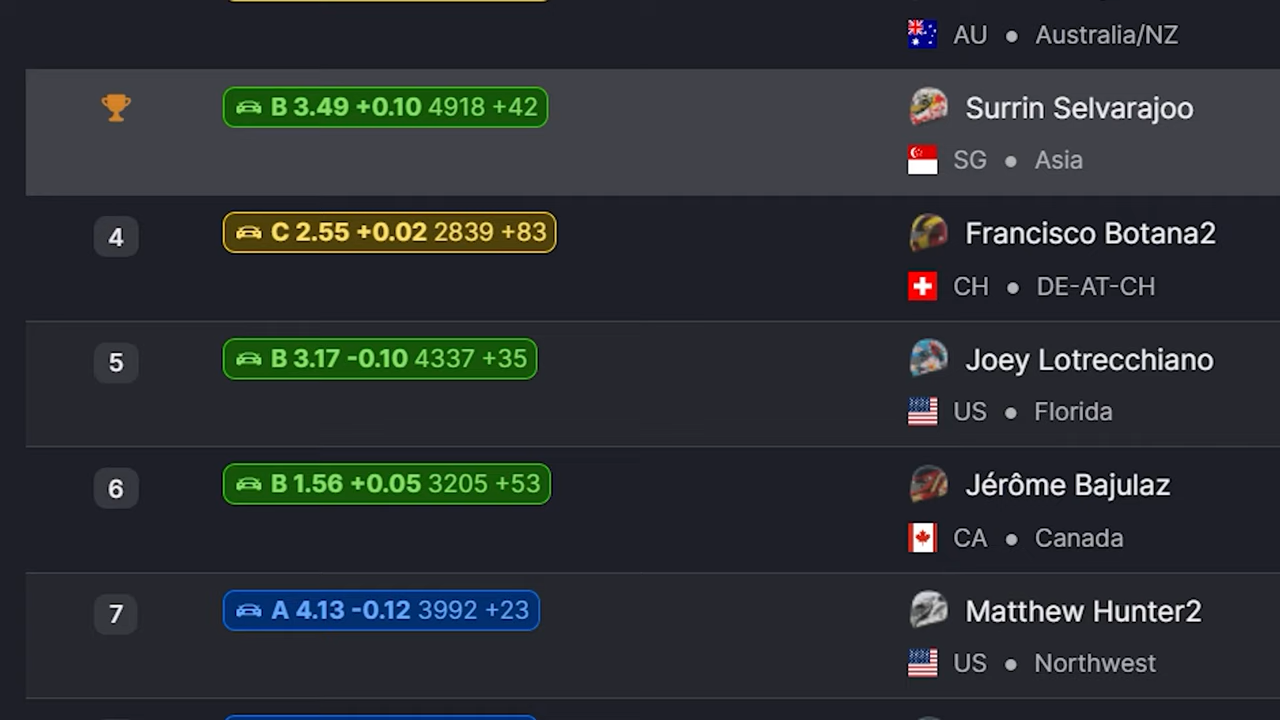 AU • Australia/NZ
B 3.49 +0.10 4918 +42 Surrin Selvarajoo
SG • Asia
4 C 2.55 +0.02 2839 +83 Francisco Botana2
CH • DE-AT-CH
5 B 3.17 -0.10 4337 +35 Joey Lotrecchiano
US • Florida
6 B 1.56 +0.05 3205 +53 Jérôme Bajulaz
CA • Canada
7 A 4.13 -0.12 3992 +23 Matthew Hunter2
US • Northwest